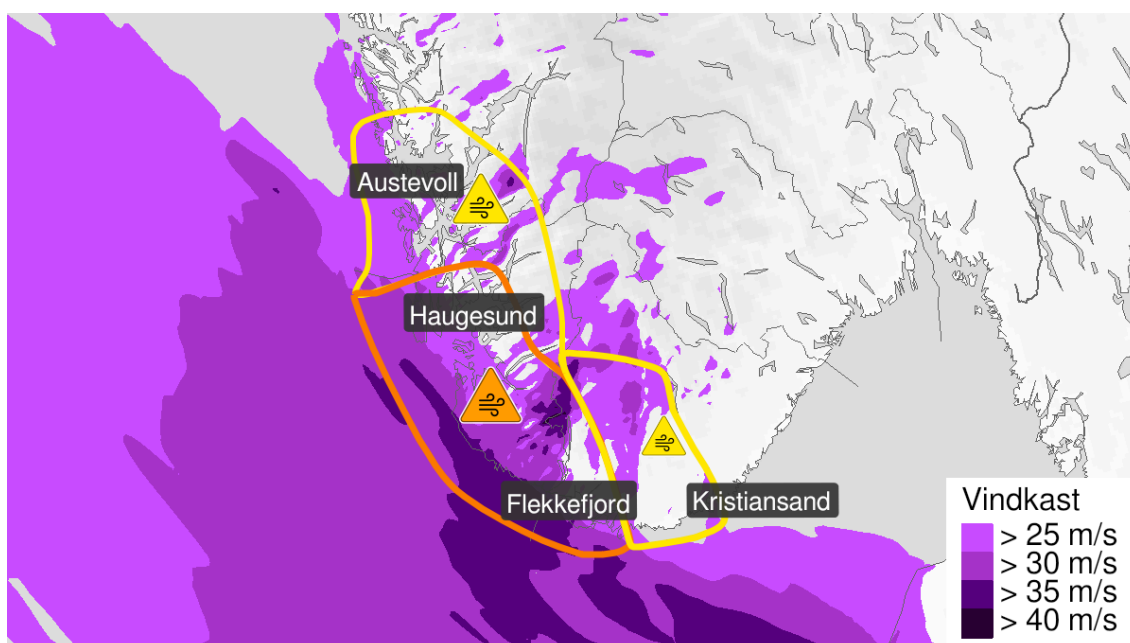 Austevoll
Haugesund
Flekkefjord
Kristiansand
Vindkast
> 25 m/s
> 30 m/s
> 35 m/s
> 40 m/s